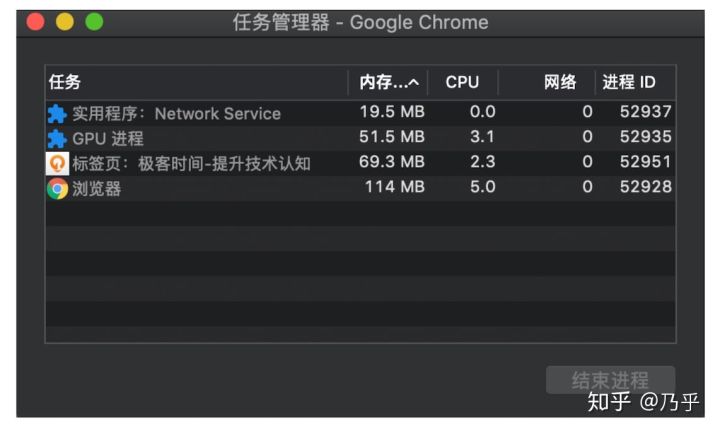 任务管理器 - Google Chrome
任务 内存... CPU 网络 进程 ID
实用程序：Network Service 19.5 MB 0.0 0 52937
GPU 进程 51.5 MB 3.1 0 52935
标签页：极客时间-提升技术认知 69.3 MB 2.3 0 52951
浏览器 114 MB 5.0 0 52928
结束进程
知乎 @乃乎